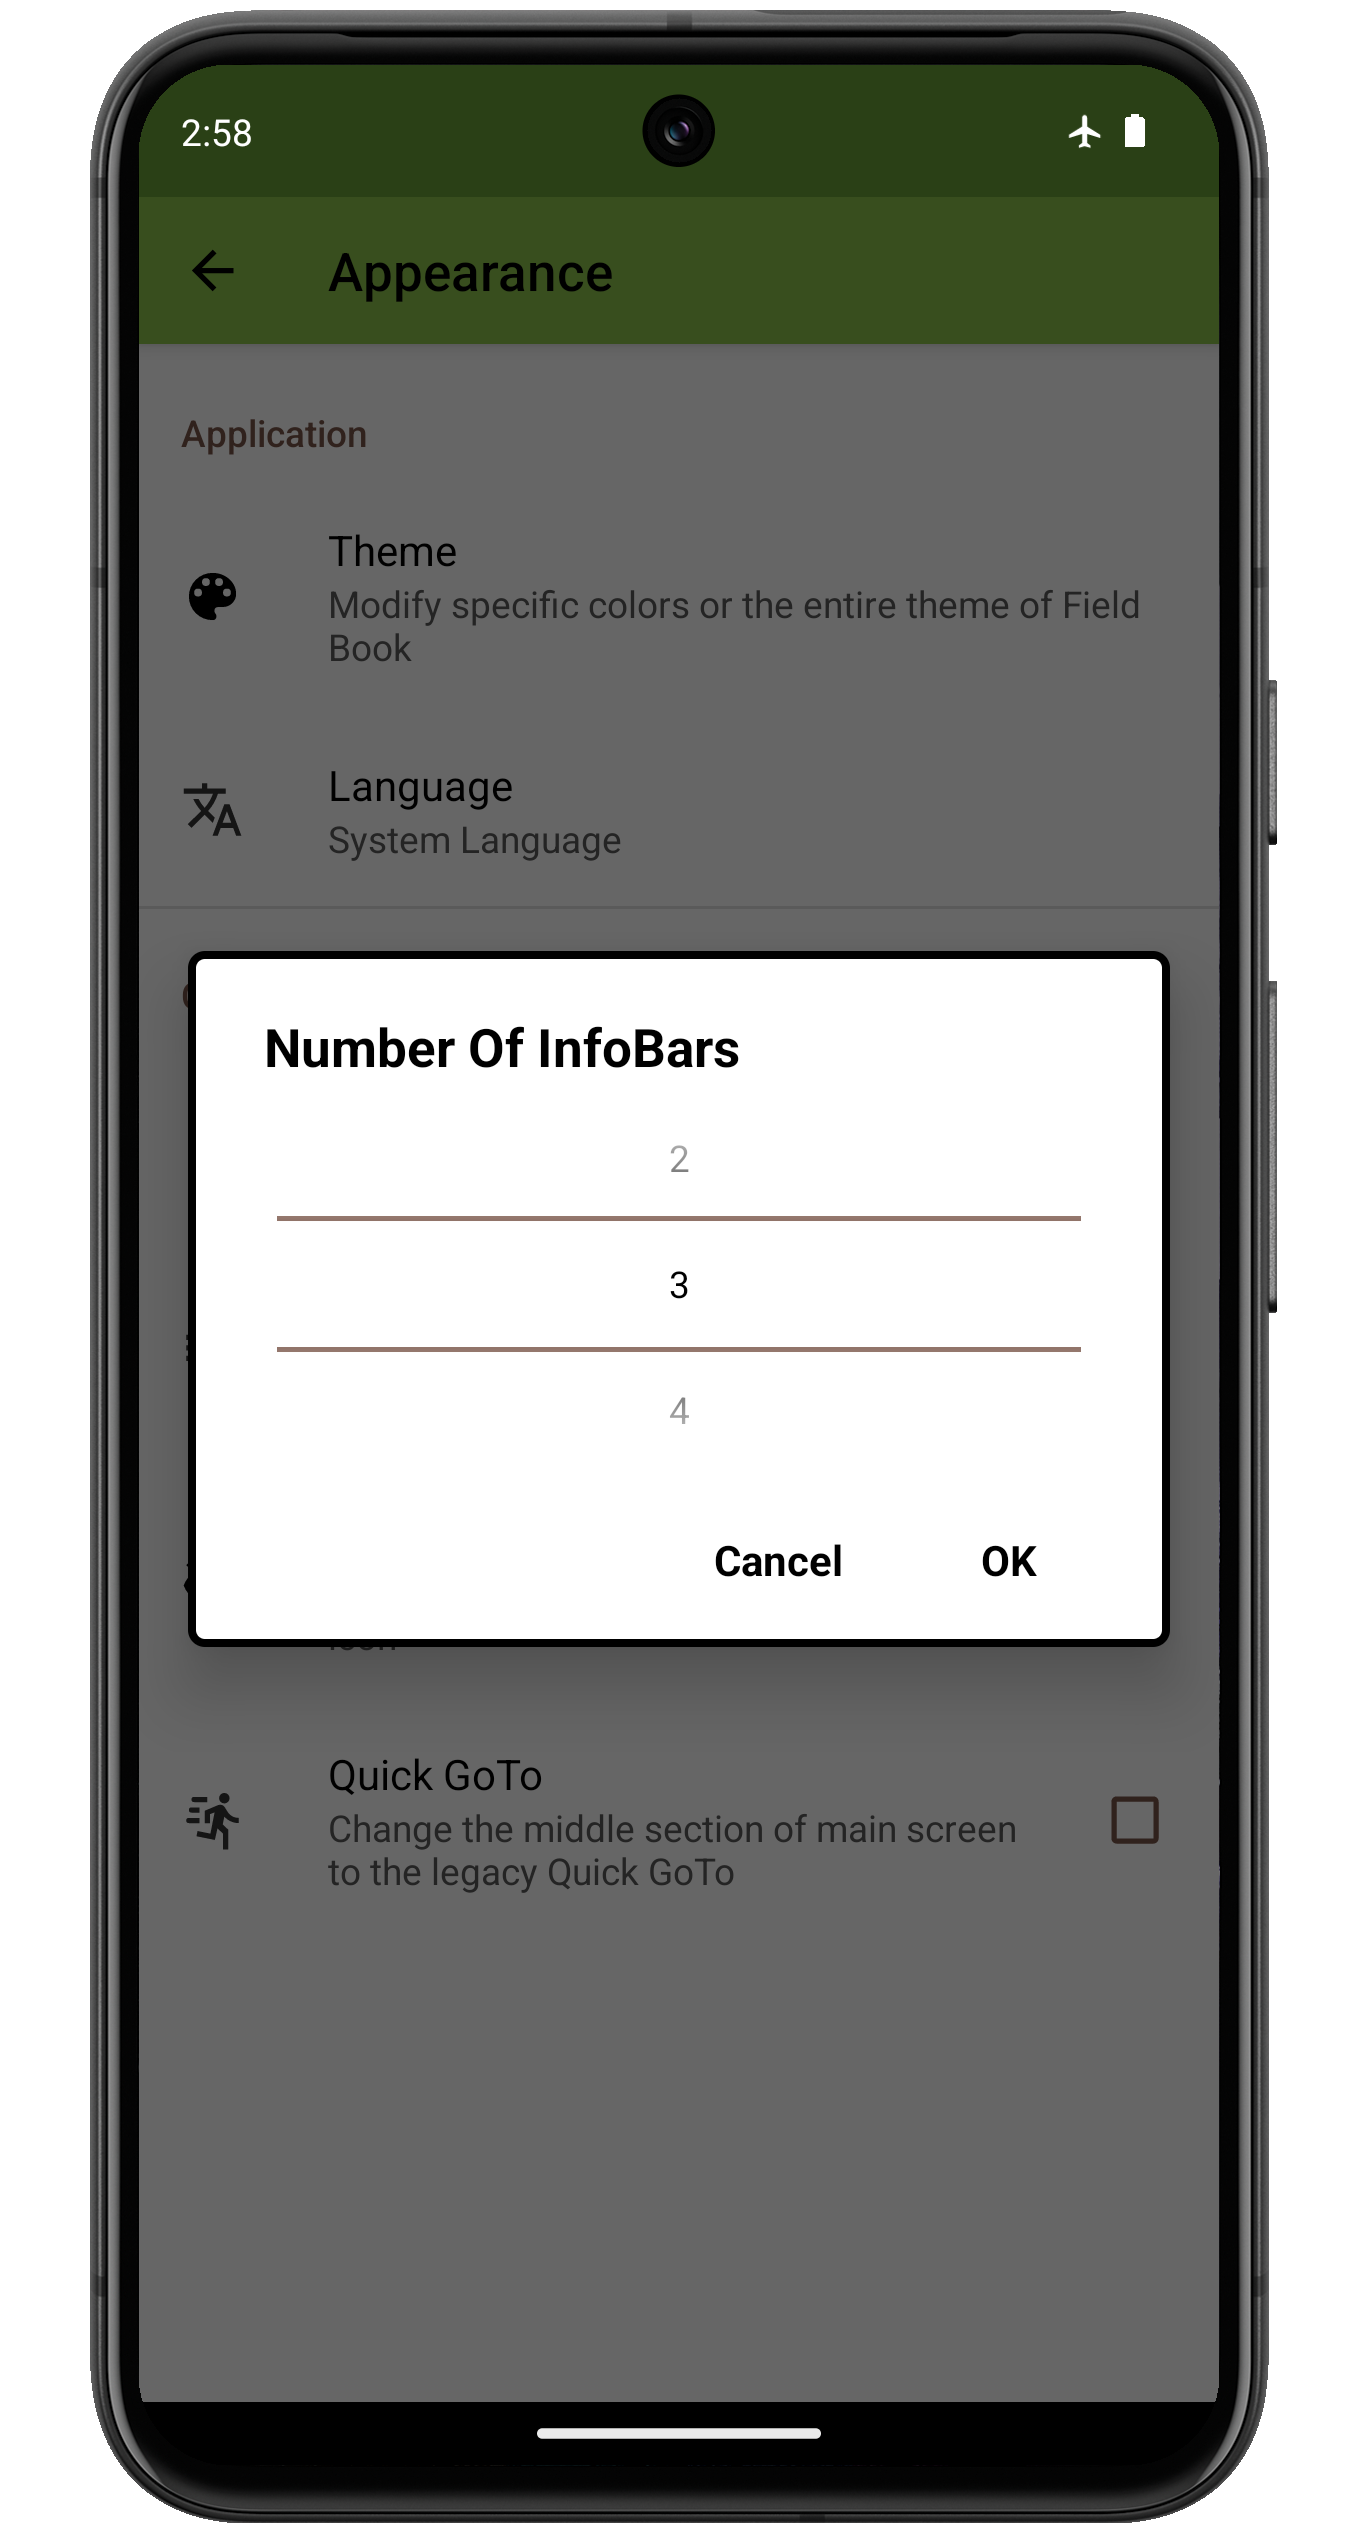 2:58
Appearance
Application
Theme
Modify specific colors or the entire theme of Field
Book
Language
System Language
Number Of InfoBars
2
3
4
Cancel
OK
Quick GoTo
Change the middle section of main screen
to the legacy Quick GoTo